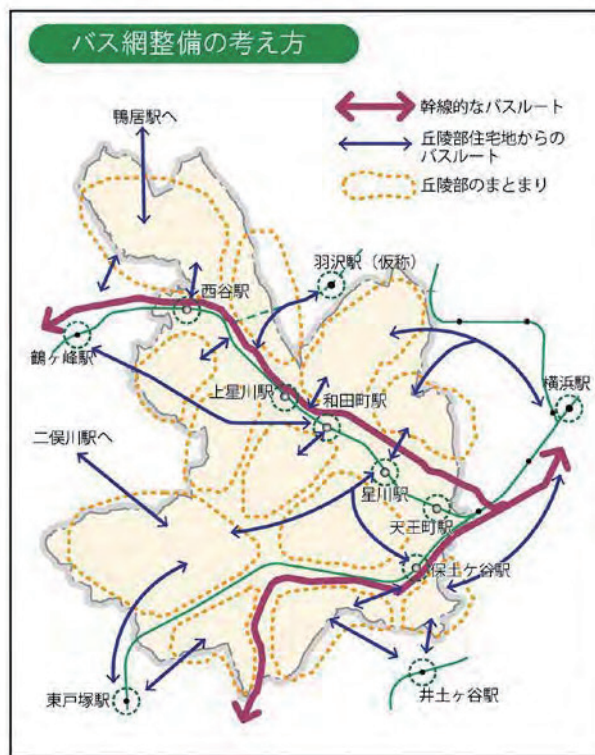 バス網整備の考え方
幹線的なバスルート
丘陵部住宅地からの
バスルート
丘陵部のまとまり
鴨居駅へ
羽沢駅（仮称）
西谷駅
鶴ヶ峰駅
横浜駅
上星川駅
和田町駅
二俣川駅へ
星川駅
天王町駅
保土ケ谷駅
東戸塚駅
井土ヶ谷駅